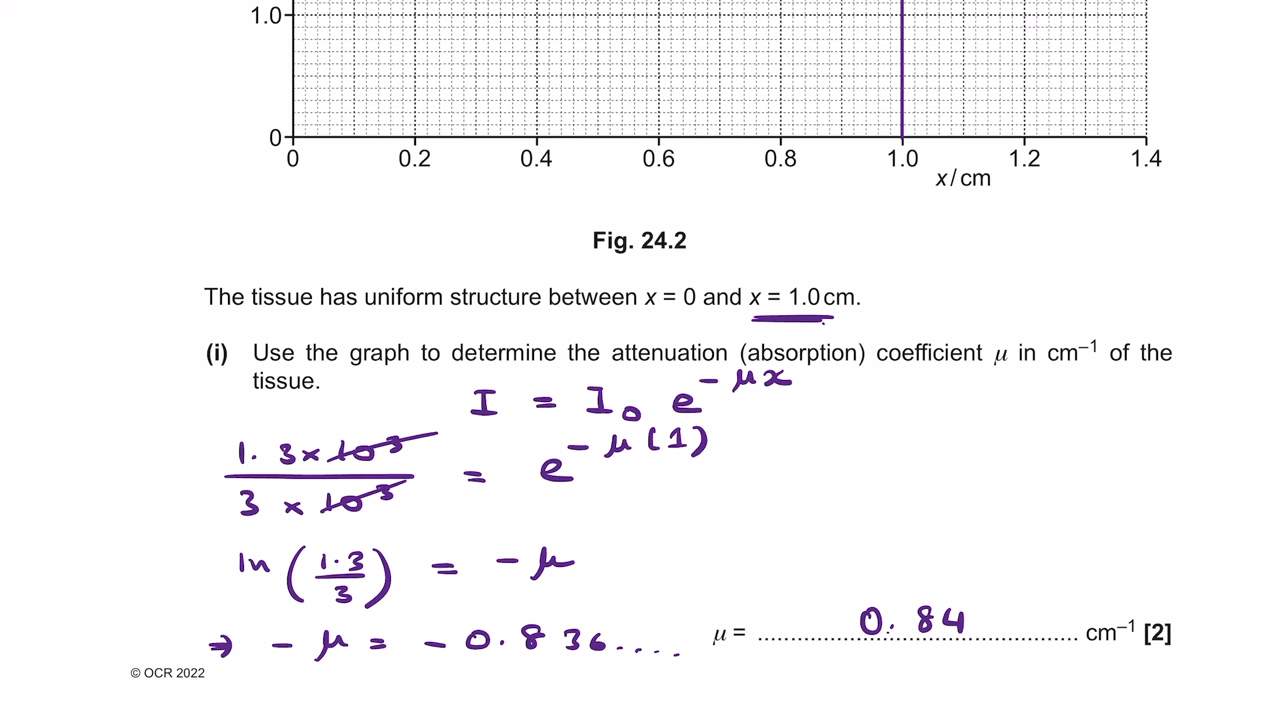 1.0
0
0 0.2 0.4 0.6 0.8 1.0 1.2 1.4
x/cm
Fig. 24.2
The tissue has uniform structure between x = 0 and x = 1.0 cm.
(i) Use the graph to determine the attenuation (absorption) coefficient μ in cm⁻¹ of the
tissue.
I = I₀ e^(-μx)
1.3×10³ / 3×10³ = e^(-μ(1))
ln(1.3/3) = -μ
⇒ -μ = -0.836....
μ = 0.84 cm⁻¹ [2]
© OCR 2022